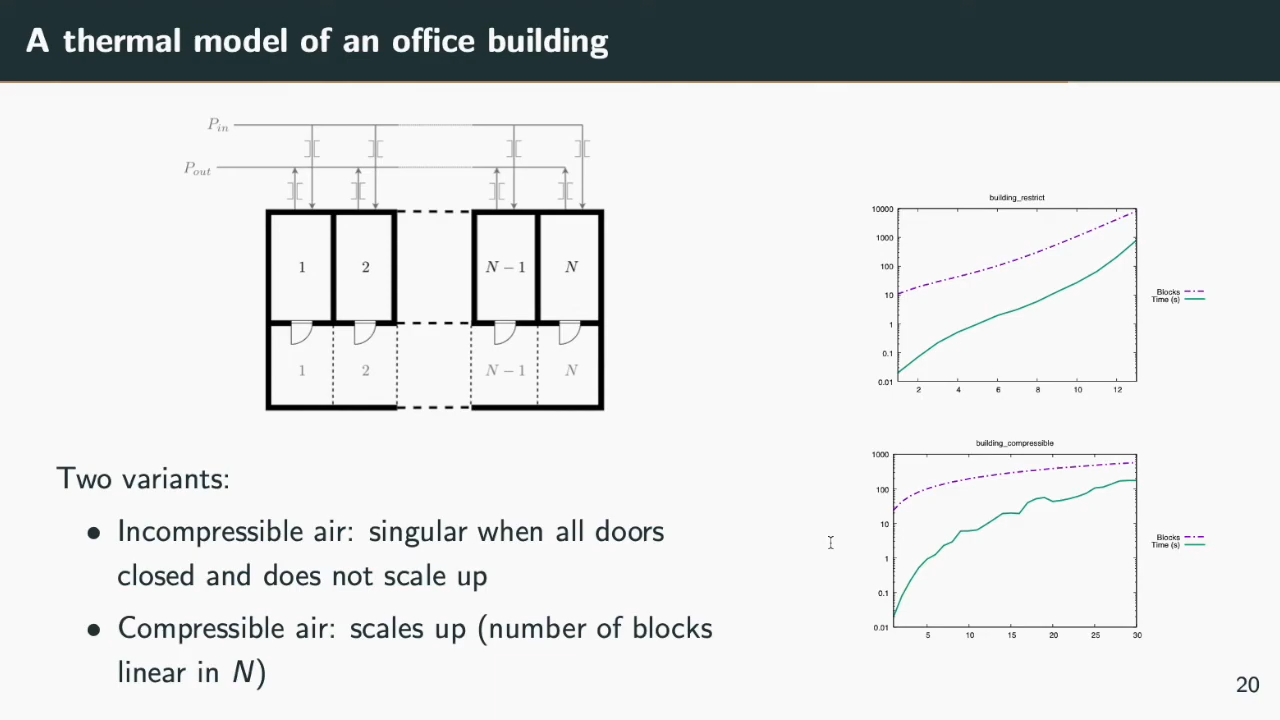 A thermal model of an office building
P_in
P_out
1 2 N − 1 N
1 2 N − 1 N
Two variants:
• Incompressible air: singular when all doors
closed and does not scale up
• Compressible air: scales up (number of blocks
linear in N)
building_restrict
10000
1000
100
10
1
0.1
0.01
2 4 6 8 10 12
Blocks
Time (s)
building_compressible
1000
100
10
1
0.1
0.01
5 10 15 20 25 30
Blocks
Time (s)
20